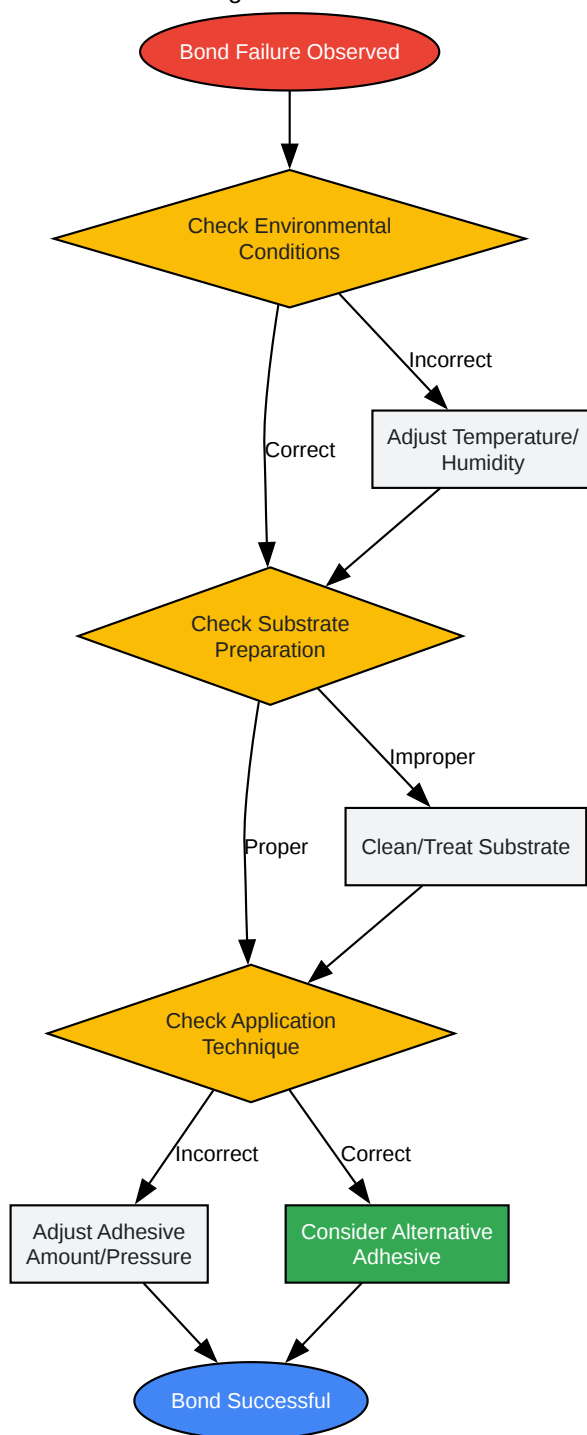 Bond Failure Observed
Check Environmental
Conditions
Incorrect
Adjust Temperature/
Humidity
Correct
Check Substrate
Preparation
Improper
Proper
Clean/Treat Substrate
Check Application
Technique
Incorrect
Correct
Adjust Adhesive
Amount/Pressure
Consider Alternative
Adhesive
Bond Successful